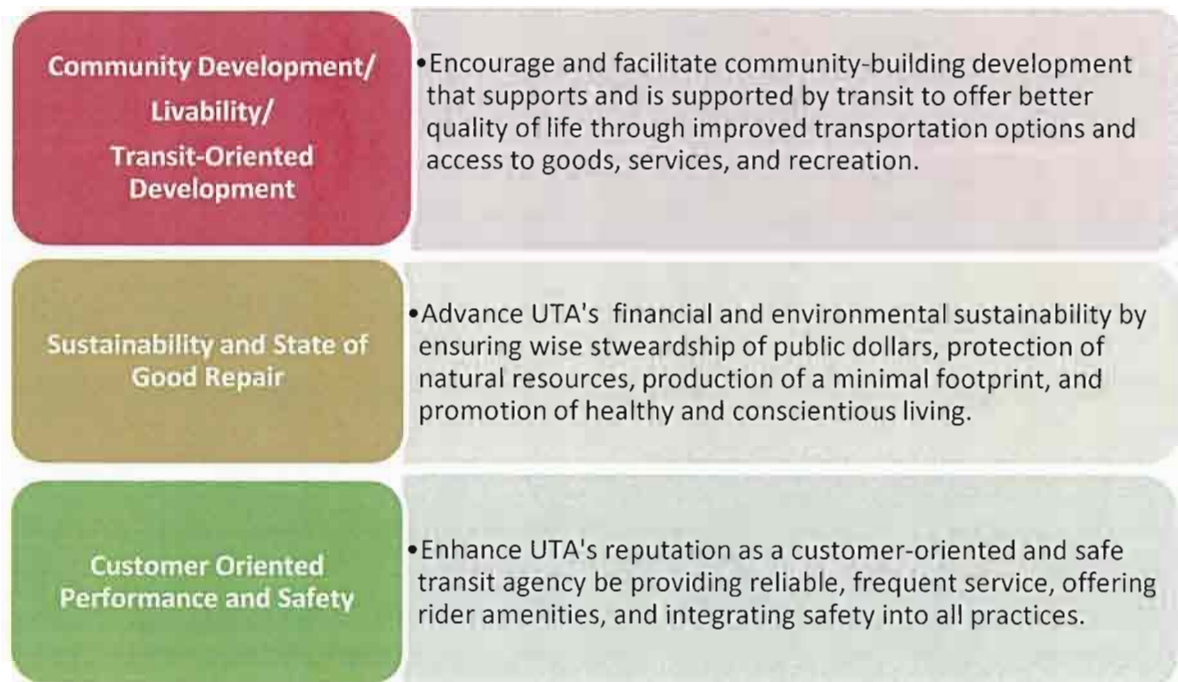 Community Development/
Livability/
Transit-Oriented
Development
•Encourage and facilitate community-building development
that supports and is supported by transit to offer better
quality of life through improved transportation options and
access to goods, services, and recreation.
Sustainability and State of
Good Repair
•Advance UTA's financial and environmental sustainability by
ensuring wise stweardship of public dollars, protection of
natural resources, production of a minimal footprint, and
promotion of healthy and conscientious living.
Customer Oriented
Performance and Safety
•Enhance UTA's reputation as a customer-oriented and safe
transit agency be providing reliable, frequent service, offering
rider amenities, and integrating safety into all practices.